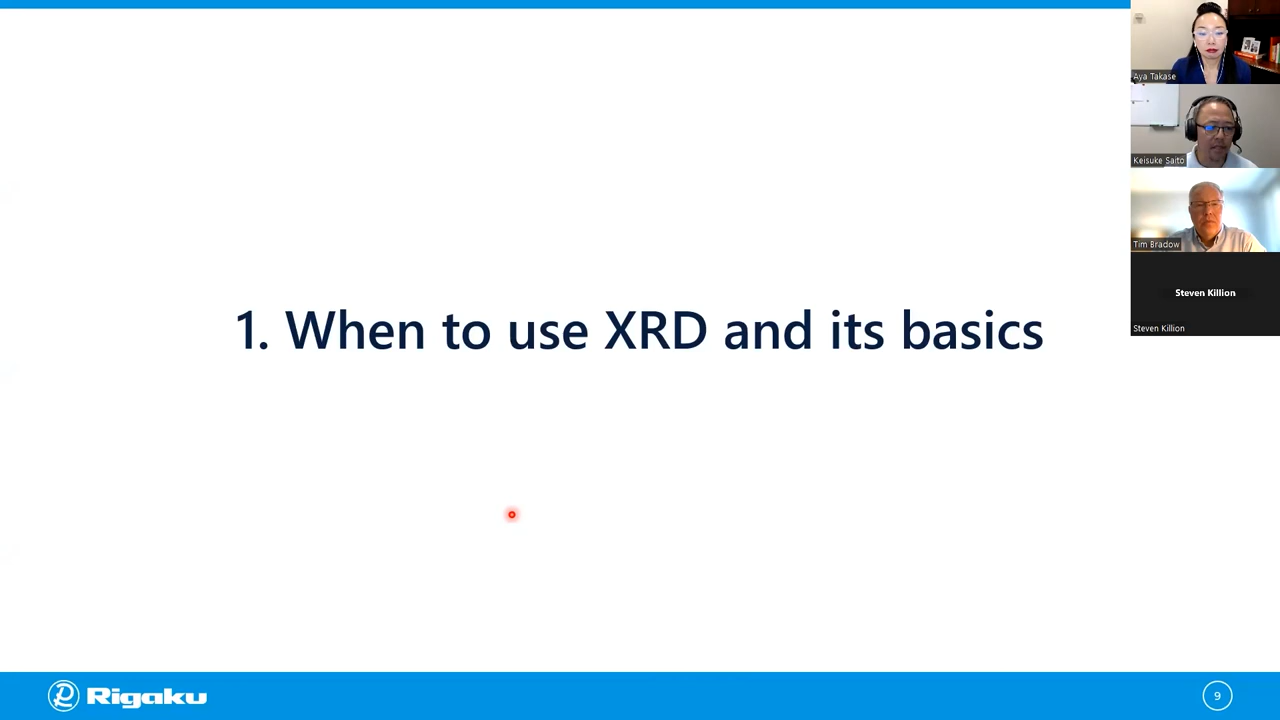 Aya Takase
Keisuke Saito
Tim Bradow
Steven Killion
Steven Killion
1. When to use XRD and its basics
Rigaku
9